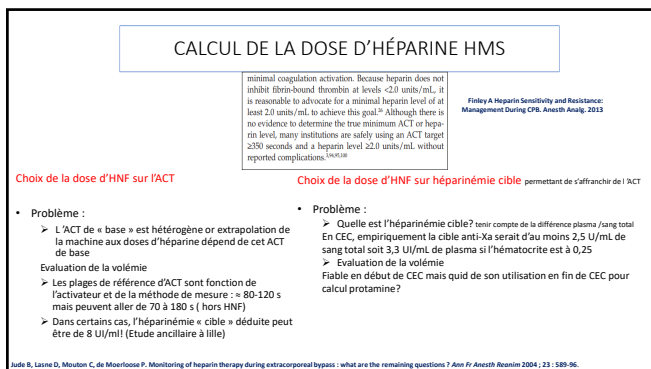 CALCUL DE LA DOSE D'HÉPARINE HMS
minimal coagulation activation. Because heparin does not
inhibit fibrin-bound thrombin at levels <2.0 units/mL, it
is reasonable to advocate for a minimal heparin level of at
least 2.0 units/mL to achieve this goal.26 Although there is
no evidence to determine the true minimum ACT or hepa-
rin level, many institutions are safely using an ACT target
≥350 seconds and a heparin level ≥2.0 units/mL without
reported complications.3,94,95,100
Finley A Heparin Sensitivity and Resistance:
Management During CPB. Anesth Analg. 2013
Choix de la dose d'HNF sur l'ACT
• Problème :
➢ L 'ACT de « base » est hétérogène or extrapolation de
la machine aux doses d'héparine dépend de cet ACT
de base
Evaluation de la volémie
➢ Les plages de référence d'ACT sont fonction de
l'activateur et de la méthode de mesure : ≈ 80-120 s
mais peuvent aller de 70 à 180 s ( hors HNF)
➢ Dans certains cas, l'héparinémie « cible » déduite peut
être de 8 UI/ml! (Etude ancillaire à lille)
Choix de la dose d'HNF sur héparinémie cible permettant de s'affranchir de l 'ACT
• Problème :
➢ Quelle est l'héparinémie cible? tenir compte de la différence plasma /sang total
En CEC, empiriquement la cible anti-Xa serait d'au moins 2,5 U/mL de
sang total soit 3,3 UI/mL de plasma si l'hématocrite est à 0,25
➢ Evaluation de la volémie
Fiable en début de CEC mais quid de son utilisation en fin de CEC pour
calcul protamine?
Jude B, Lasne D, Mouton C, de Moerloose P. Monitoring of heparin therapy during extracorporeal bypass : what are the remaining questions ? Ann Fr Anesth Reanim 2004 ; 23 : 589-96.